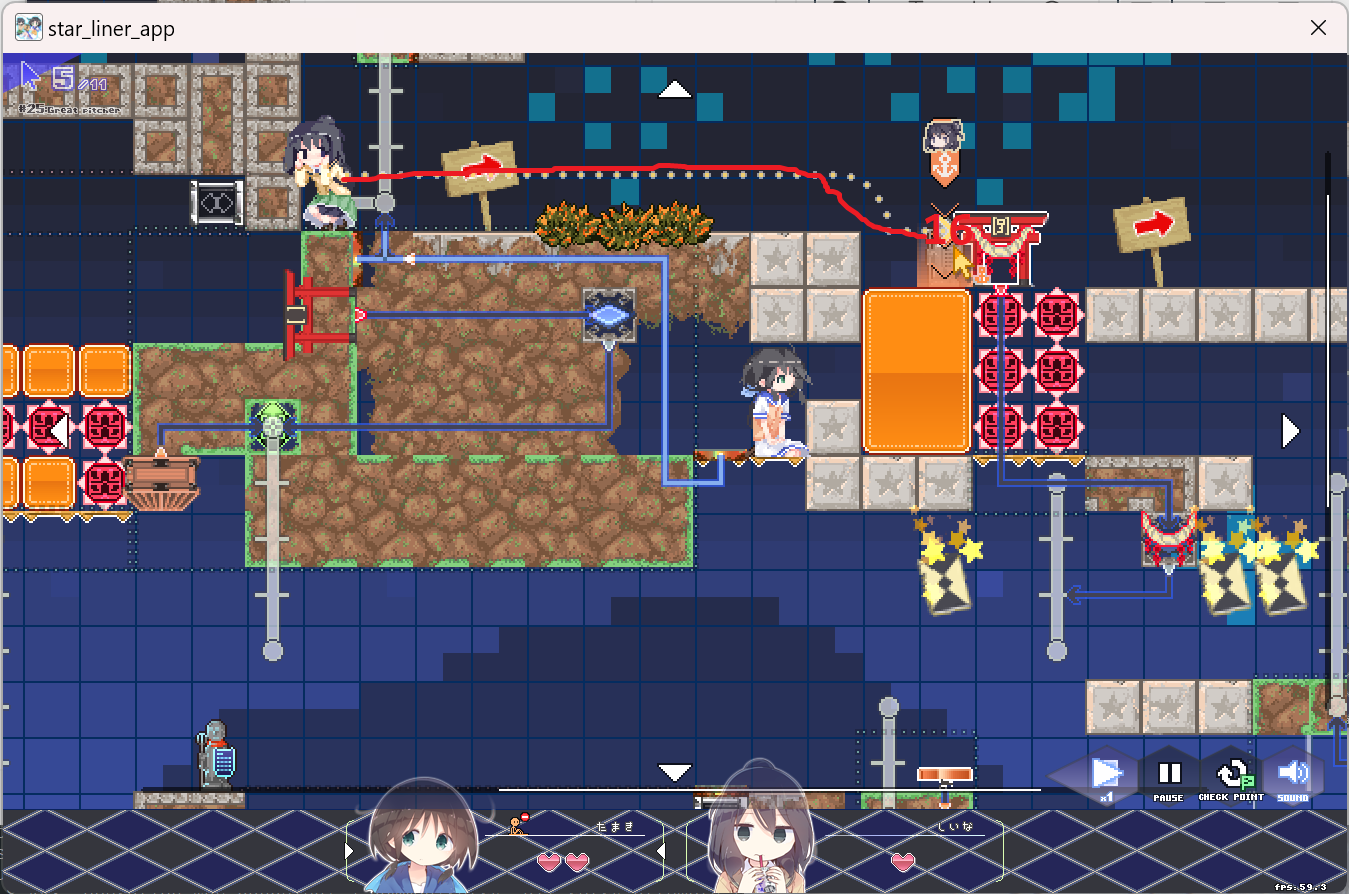 star_liner_app
5/11
#25:Great pitcher
16
x1
PAUSE
CHECK POINT
SOUND
たまき
しいな
fps:59.3